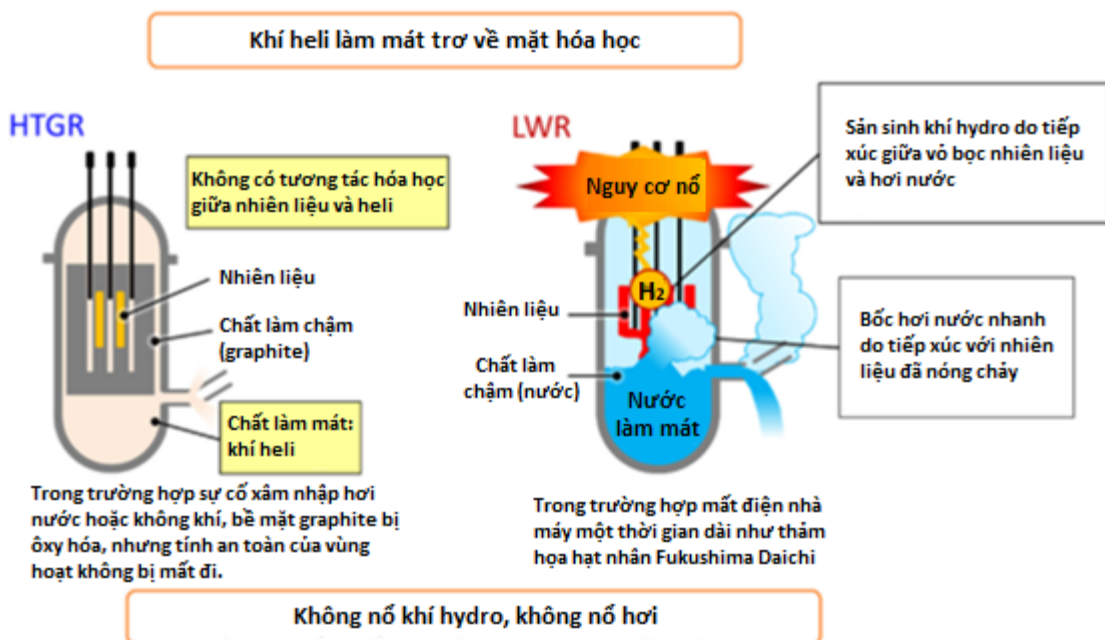 Khí heli làm mát trơ về mặt hóa học
HTGR
Không có tương tác hóa học
giữa nhiên liệu và heli
Nhiên liệu
Chất làm chậm
(graphite)
Chất làm mát:
khí heli
Trong trường hợp sự cố xâm nhập hơi
nước hoặc không khí, bề mặt graphite bị
ôxy hóa, nhưng tính an toàn của vùng
hoạt không bị mất đi.
LWR
Nguy cơ nổ
H2
Nhiên liệu
Chất làm
chậm (nước)
Nước
làm mát
Sản sinh khí hydro do tiếp
xúc giữa vỏ bọc nhiên liệu
và hơi nước
Bốc hơi nước nhanh
do tiếp xúc với nhiên
liệu đã nóng chảy
Trong trường hợp mất điện nhà
máy một thời gian dài như thảm
họa hạt nhân Fukushima Daichi
Không nổ khí hydro, không nổ hơi